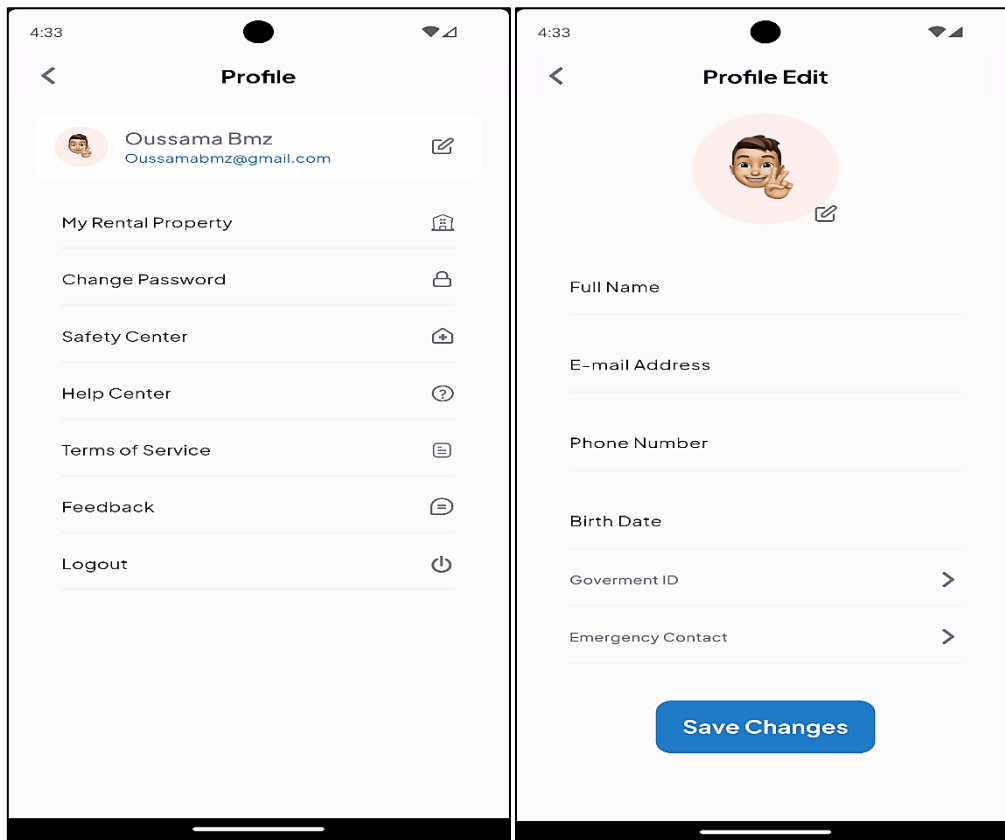 4:33
Profile
Oussama Bmz
Oussamabmz@gmail.com
My Rental Property
Change Password
Safety Center
Help Center
Terms of Service
Feedback
Logout
4:33
Profile Edit
Full Name
E-mail Address
Phone Number
Birth Date
Goverment ID
Emergency Contact
Save Changes